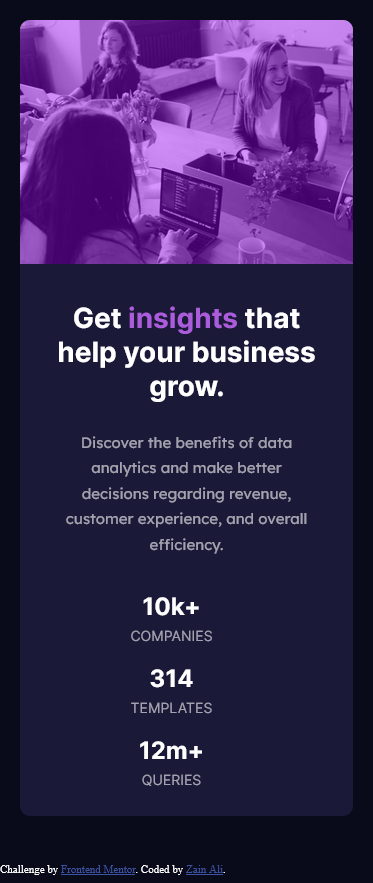 Get insights that
help your business
grow.
Discover the benefits of data
analytics and make better
decisions regarding revenue,
customer experience, and overall
efficiency.
10k+
COMPANIES
314
TEMPLATES
12m+
QUERIES
Challenge by Frontend Mentor. Coded by Zain Ali.